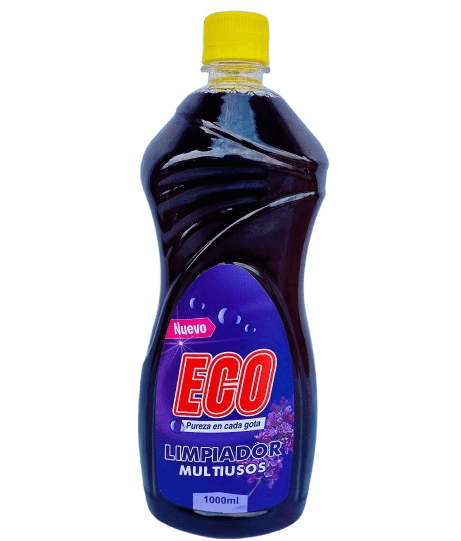 Nuevo
ECO
Pureza en cada gota
LIMPIADOR
MULTIUSOS
1000ml